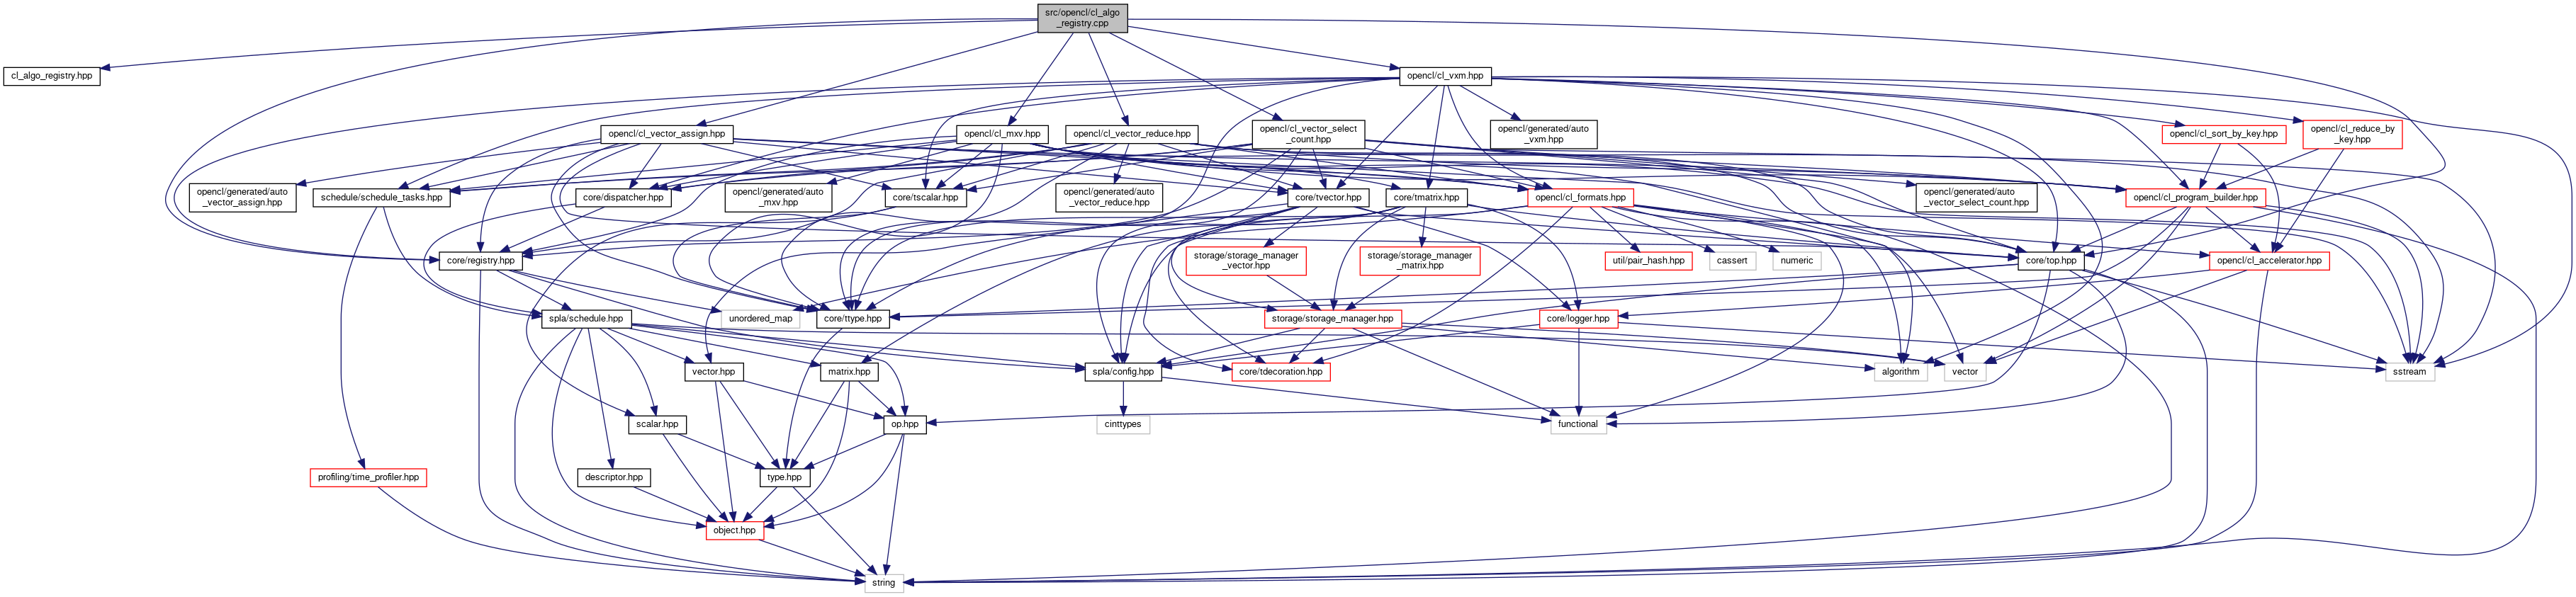 src/opencl/cl_algo
_registry.cpp
cl_algo_registry.hpp
opencl/cl_vxm.hpp
opencl/cl_vector_assign.hpp
opencl/cl_mxv.hpp
opencl/cl_vector_reduce.hpp
opencl/cl_vector_select
_count.hpp
opencl/generated/auto
_vxm.hpp
opencl/cl_sort_by_key.hpp
opencl/cl_reduce_by
_key.hpp
opencl/generated/auto
_vector_assign.hpp
schedule/schedule_tasks.hpp
core/dispatcher.hpp
opencl/generated/auto
_mxv.hpp
core/tscalar.hpp
opencl/generated/auto
_vector_reduce.hpp
core/tvector.hpp
core/tmatrix.hpp
opencl/cl_formats.hpp
opencl/generated/auto
_vector_select_count.hpp
opencl/cl_program_builder.hpp
core/registry.hpp
storage/storage_manager
_vector.hpp
storage/storage_manager
_matrix.hpp
util/pair_hash.hpp
cassert
numeric
core/top.hpp
opencl/cl_accelerator.hpp
spla/schedule.hpp
unordered_map
core/ttype.hpp
storage/storage_manager.hpp
core/logger.hpp
vector.hpp
matrix.hpp
spla/config.hpp
core/tdecoration.hpp
algorithm
vector
sstream
scalar.hpp
op.hpp
cinttypes
functional
profiling/time_profiler.hpp
descriptor.hpp
type.hpp
object.hpp
string